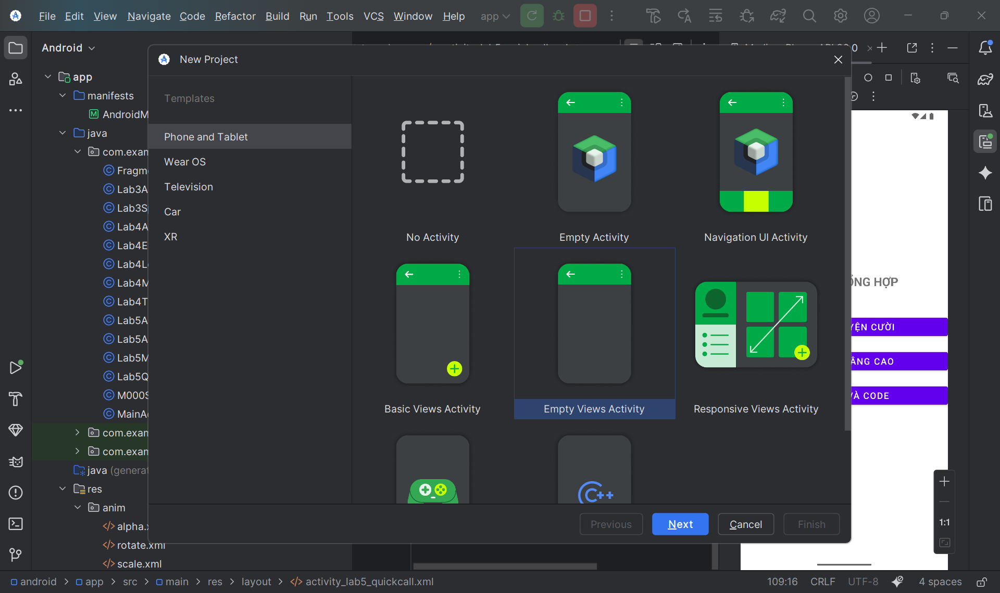 File Edit View Navigate Code Refactor Build Run Tools VCS Window Help app
Android
New Project
app
manifests
AndroidM
java
com.exam
Fragm
Lab3A
Lab3S
Lab4A
Lab4E
Lab4L
Lab4M
Lab4T
Lab5A
Lab5A
Lab5M
Lab5Q
M000S
MainA
com.exam
com.exam
java (generat
res
anim
alpha.x
rotate.xml
scale.xml
Templates
Phone and Tablet
Wear OS
Television
Car
XR
No Activity
Empty Activity
Navigation UI Activity
Basic Views Activity
Empty Views Activity
Responsive Views Activity
C++
Previous
Next
Cancel
Finish
ỔNG HỢP
YỆN CƯỜI
ÂNG CAO
VÀ CODE
1:1
android > app > src > main > res > layout > activity_lab5_quickcall.xml
109:16 CRLF UTF-8 4 spaces